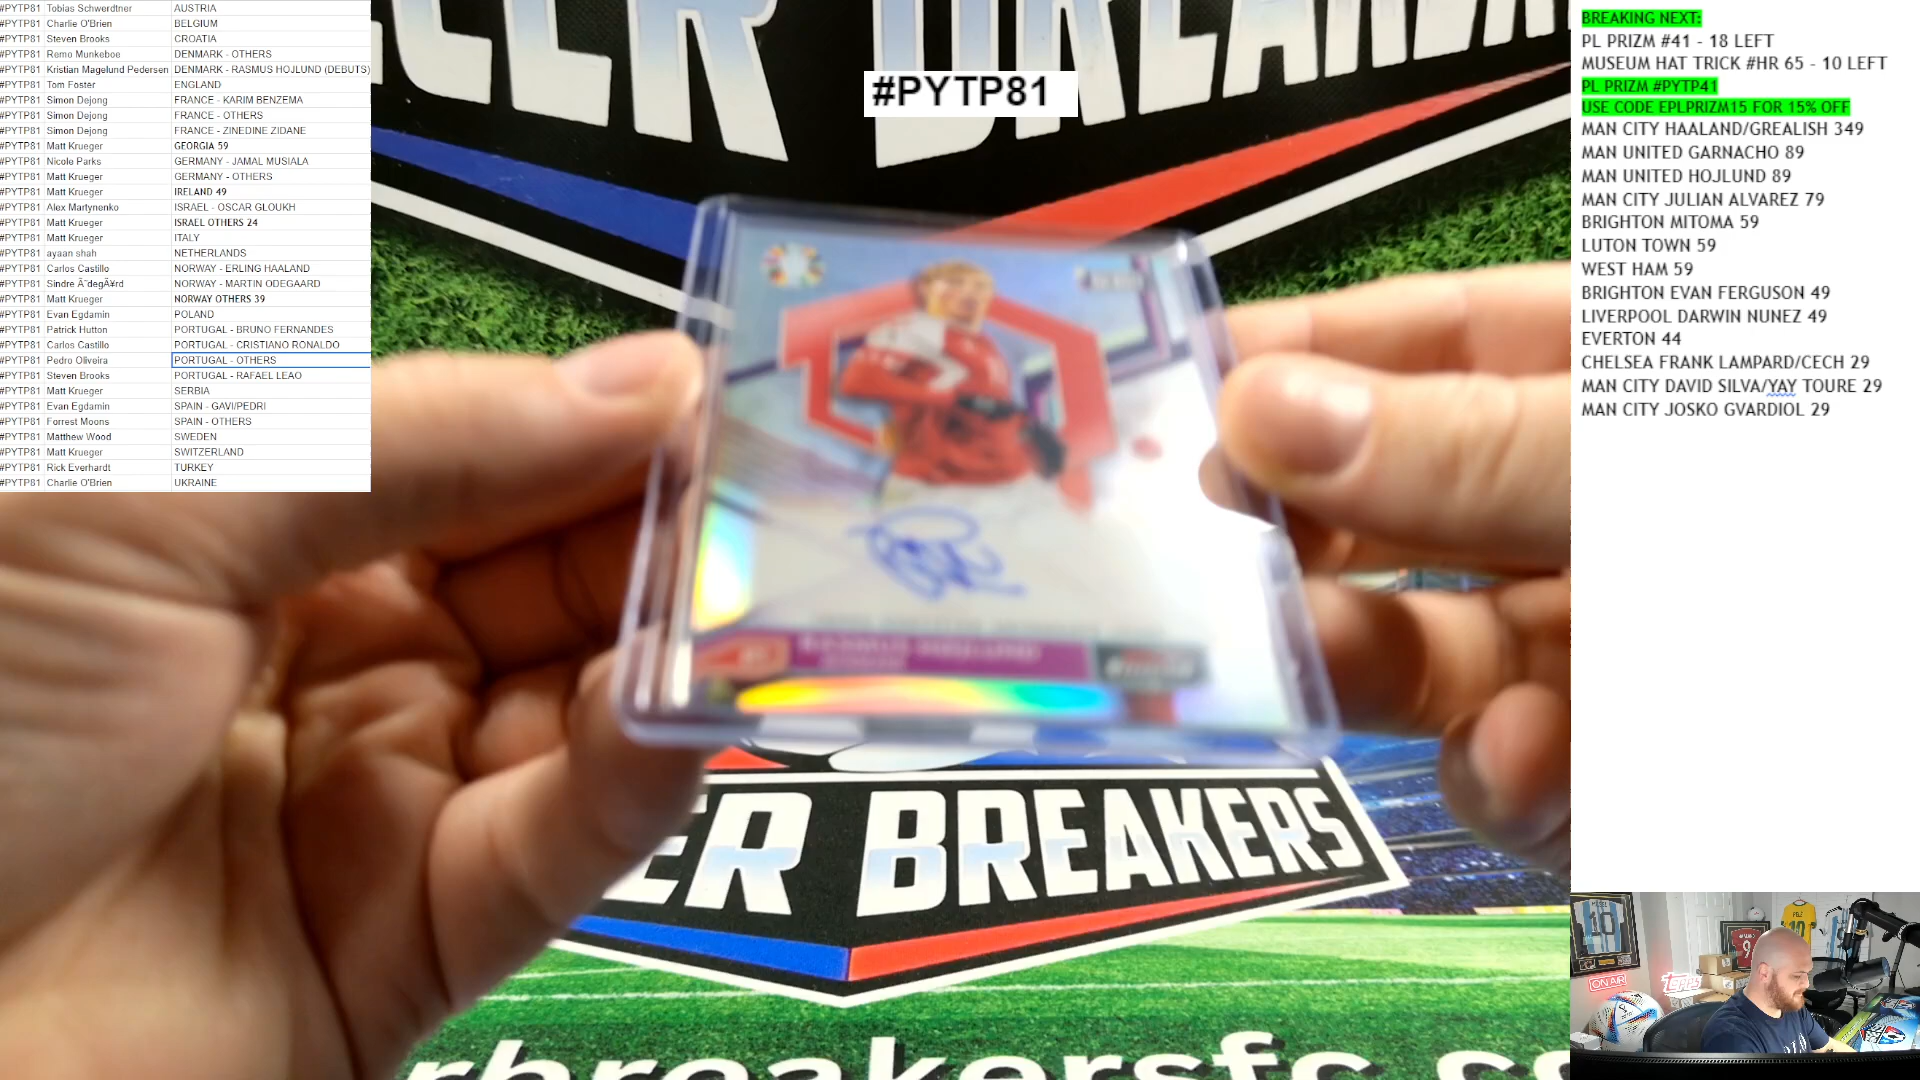 #PYTP81 Tobias Schwerdtner AUSTRIA
#PYTP81 Charlie O'Brien BELGIUM
#PYTP81 Steven Brooks CROATIA
#PYTP81 Remo Munkeboe DENMARK - OTHERS
#PYTP81 Kristian Magelund Pedersen DENMARK - RASMUS HOJLUND (DEBUTS)
#PYTP81 Tom Foster ENGLAND
#PYTP81 Simon Dejong FRANCE - KARIM BENZEMA
#PYTP81 Simon Dejong FRANCE - OTHERS
#PYTP81 Simon Dejong FRANCE - ZINEDINE ZIDANE
#PYTP81 Matt Krueger GEORGIA 59
#PYTP81 Nicole Parks GERMANY - JAMAL MUSIALA
#PYTP81 Matt Krueger GERMANY - OTHERS
#PYTP81 Matt Krueger IRELAND 49
#PYTP81 Alex Martynenko ISRAEL - OSCAR GLOUKH
#PYTP81 Matt Krueger ISRAEL OTHERS 24
#PYTP81 Matt Krueger ITALY
#PYTP81 ayaan shah NETHERLANDS
#PYTP81 Carlos Castillo NORWAY - ERLING HAALAND
#PYTP81 Sindre Ã˜degÃ¥rd NORWAY - MARTIN ODEGAARD
#PYTP81 Matt Krueger NORWAY OTHERS 39
#PYTP81 Evan Egdamin POLAND
#PYTP81 Patrick Hutton PORTUGAL - BRUNO FERNANDES
#PYTP81 Carlos Castillo PORTUGAL - CRISTIANO RONALDO
#PYTP81 Pedro Oliveira PORTUGAL - OTHERS
#PYTP81 Steven Brooks PORTUGAL - RAFAEL LEAO
#PYTP81 Matt Krueger SERBIA
#PYTP81 Evan Egdamin SPAIN - GAVI/PEDRI
#PYTP81 Forrest Moons SPAIN - OTHERS
#PYTP81 Matthew Wood SWEDEN
#PYTP81 Matt Krueger SWITZERLAND
#PYTP81 Rick Everhardt TURKEY
#PYTP81 Charlie O'Brien UKRAINE
#PYTP81
RASMUS HOJLUND
CER BREAKERS
rbreakersfc.co
BREAKING NEXT:
PL PRIZM #41 - 18 LEFT
MUSEUM HAT TRICK #HR 65 - 10 LEFT
PL PRIZM #PYTP41
USE CODE EPLPRIZM15 FOR 15% OFF
MAN CITY HAALAND/GREALISH 349
MAN UNITED GARNACHO 89
MAN UNITED HOJLUND 89
MAN CITY JULIAN ALVAREZ 79
BRIGHTON MITOMA 59
LUTON TOWN 59
WEST HAM 59
BRIGHTON EVAN FERGUSON 49
LIVERPOOL DARWIN NUNEZ 49
EVERTON 44
CHELSEA FRANK LAMPARD/CECH 29
MAN CITY DAVID SILVA/YAY TOURE 29
MAN CITY JOSKO GVARDIOL 29
10
ON AIR
TOPPS
9
10